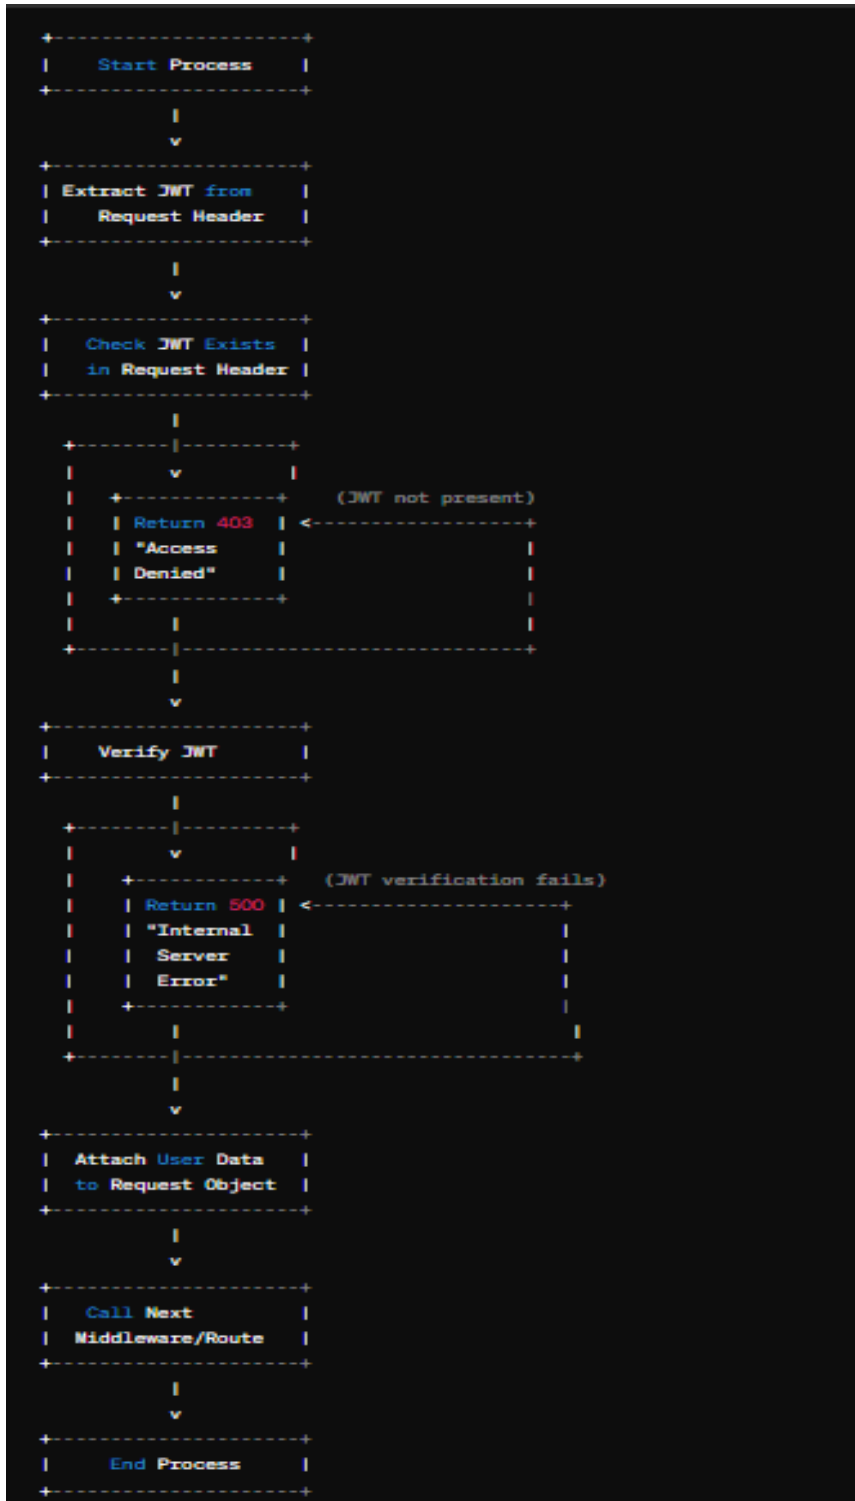 Start Process
Extract JWT from
Request Header
Check JWT Exists
in Request Header
(JWT not present)
Return 403
"Access
Denied"
Verify JWT
(JWT verification fails)
Return 500
"Internal
Server
Error"
Attach User Data
to Request Object
Call Next
Middleware/Route
End Process